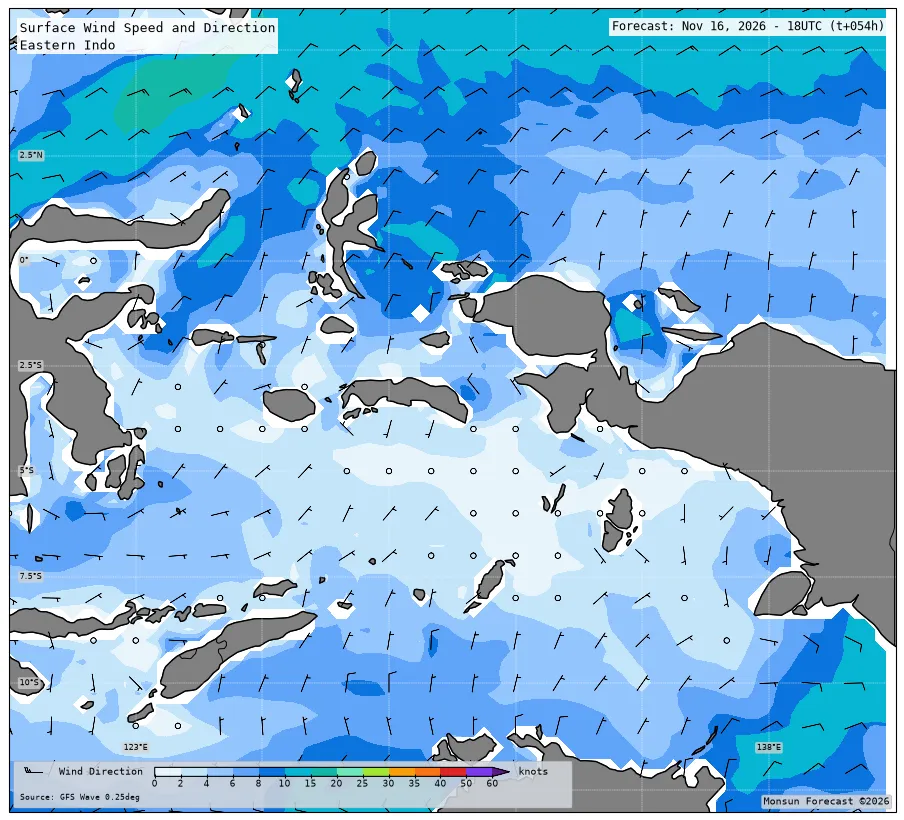 Surface Wind Speed and Direction
Eastern Indo
Forecast: Nov 16, 2026 - 18UTC (t+054h)
2.5°N
0°
2.5°S
5°S
7.5°S
10°S
123°E
138°E
Wind Direction
knots
0 2 4 6 8 10 15 20 25 30 40 50 60
Source: GFS Wave 0.25deg
Monsun Forecast ©2026